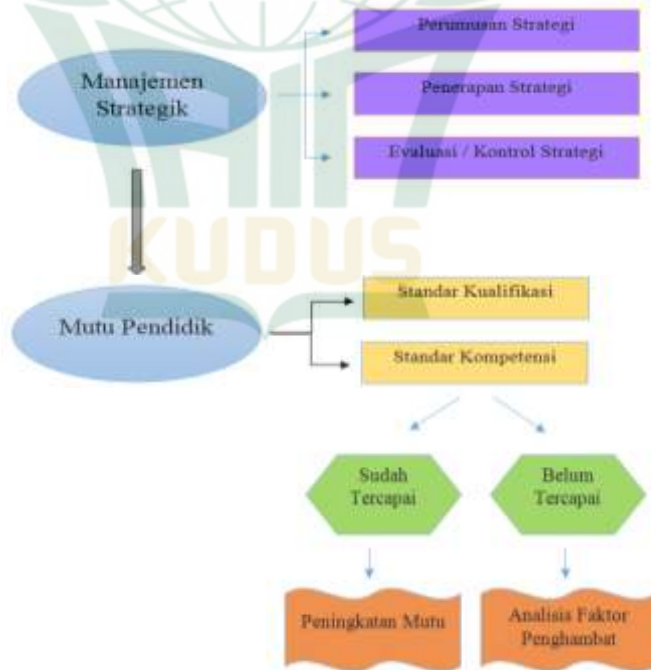 Perumusan Strategi
Manajemen
Strategik
Penerapan Strategi
Evaluasi / Kontrol Strategi
KUDUS
Standar Kualifikasi
Mutu Pendidik
Standar Kompetensi
Sudah
Tercapai
Belum
Tercapai
Peningkatan Mutu
Analisis Faktor
Penghambat